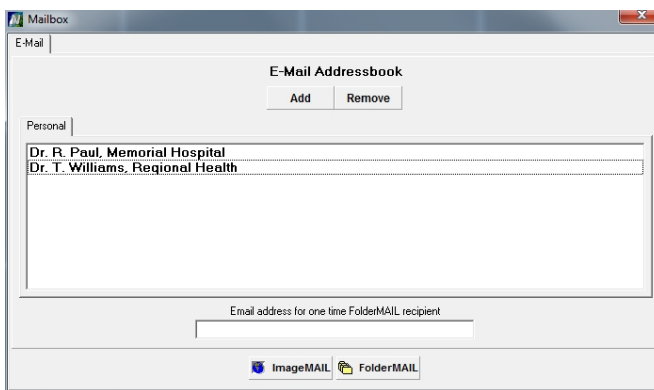 Mailbox
E-Mail
E-Mail Addressbook
Add Remove
Personal
Dr. R. Paul, Memorial Hospital
Dr. T. Williams, Regional Health
Email address for one time FolderMAIL recipient
ImageMAIL FolderMAIL